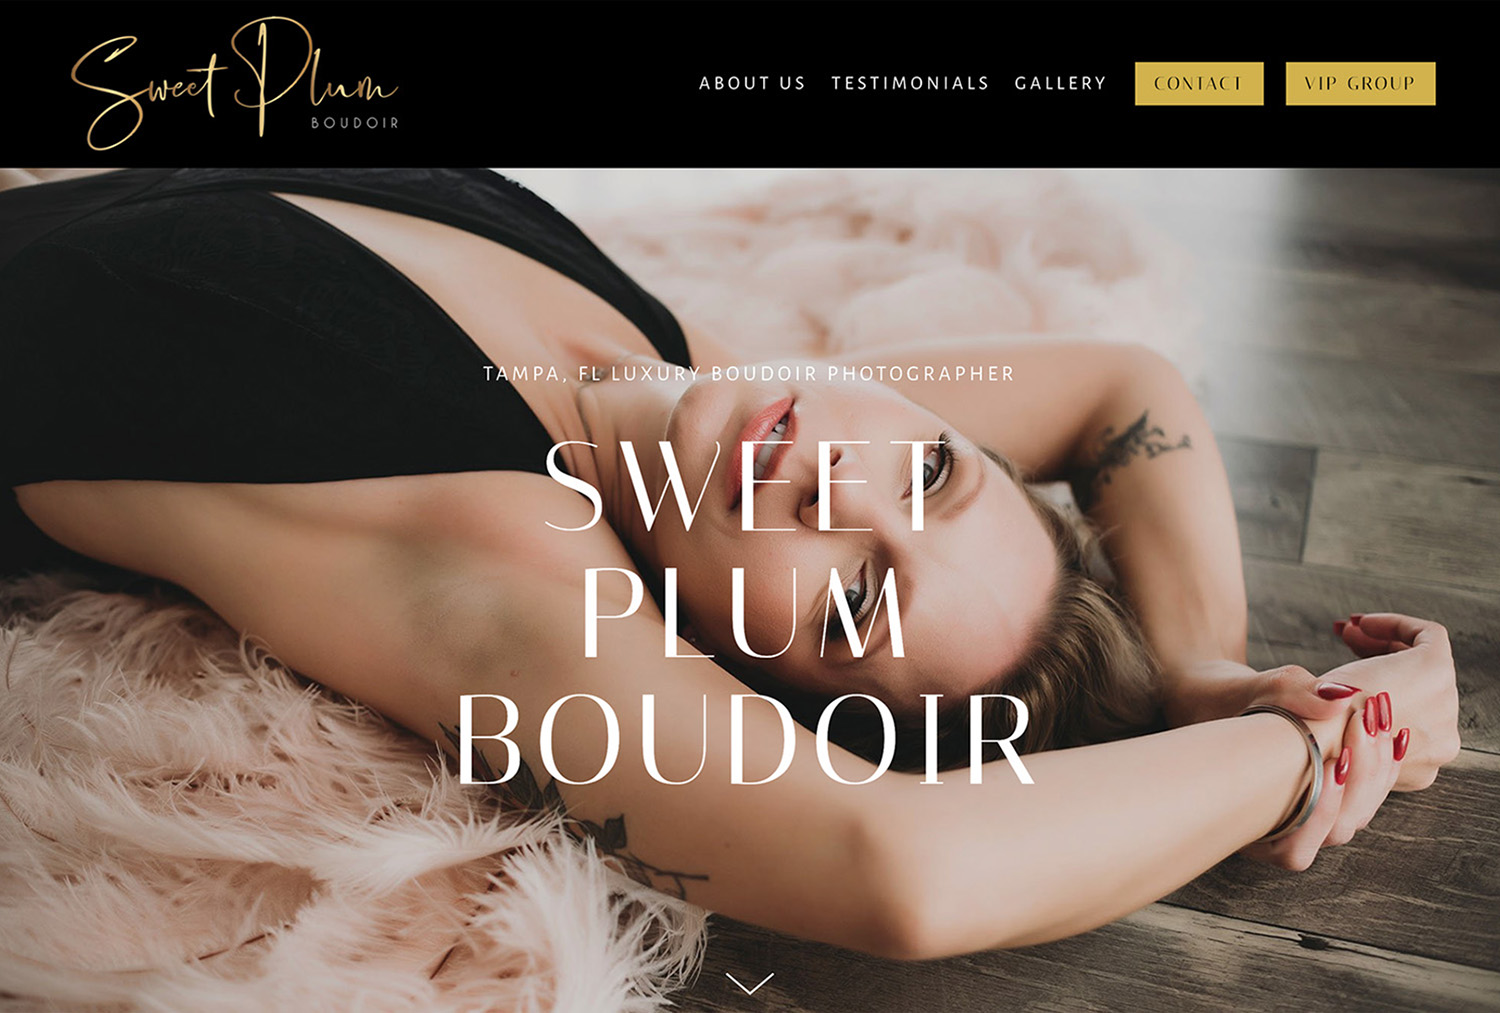 Sweet Plum
BOUDOIR
ABOUT US
TESTIMONIALS
GALLERY
CONTACT
VIP GROUP
TAMPA, FL LUXURY BOUDOIR PHOTOGRAPHER
SWEET
PLUM
BOUDOIR